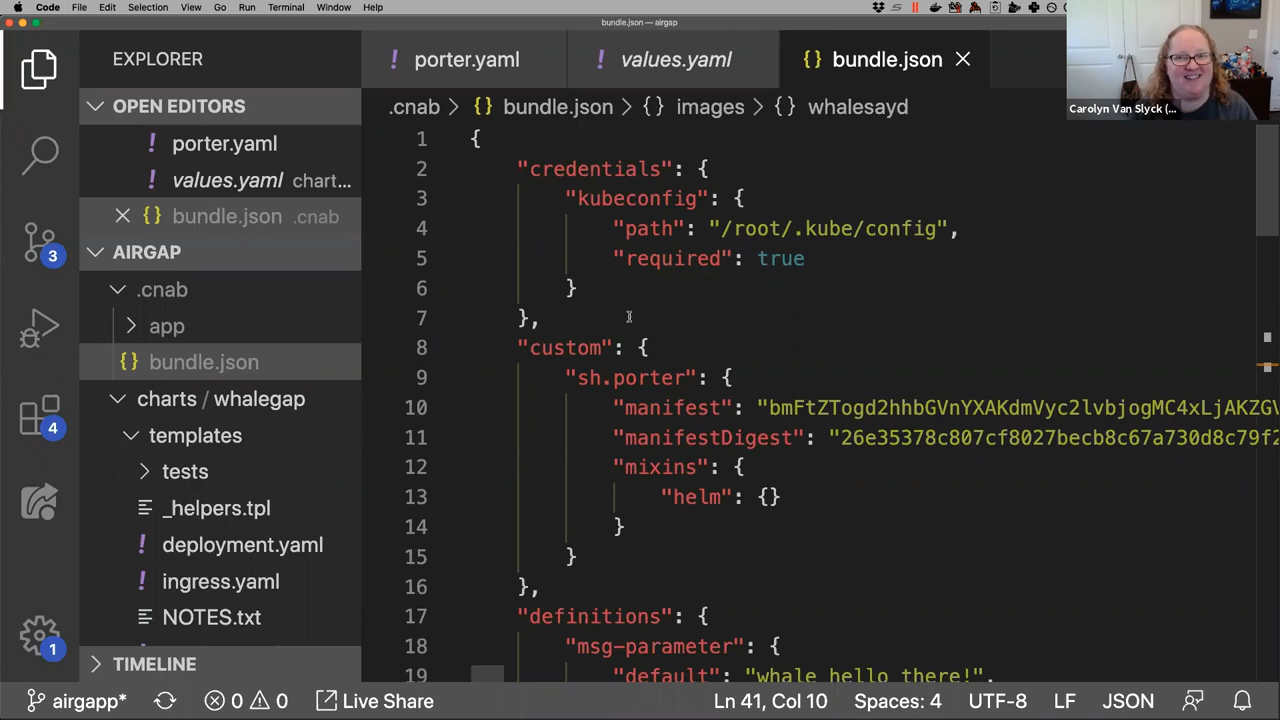 Code File Edit Selection View Go Run Terminal Window Help
bundle.json — airgap
EXPLORER
OPEN EDITORS
porter.yaml
values.yaml chart...
bundle.json .cnab
AIRGAP
.cnab
app
bundle.json
charts / whalegap
templates
tests
_helpers.tpl
deployment.yaml
ingress.yaml
NOTES.txt
TIMELINE
3
4
1
porter.yaml
values.yaml
bundle.json
.cnab > {} bundle.json > {} images > {} whalesayd
1 {
2 "credentials": {
3 "kubeconfig": {
4 "path": "/root/.kube/config",
5 "required": true
6 }
7 },
8 "custom": {
9 "sh.porter": {
10 "manifest": "bmFtZTogd2hhbGVnYXAKdmVyc2lvbjogMC4xLjAKZGV
11 "manifestDigest": "26e35378c807cf8027becb8c67a730d8c79f2
12 "mixins": {
13 "helm": {}
14 }
15 }
16 },
17 "definitions": {
18 "msg-parameter": {
19 "default": "whale hello there!",
Carolyn Van Slyck (...
airgapp* 0 0 Live Share Ln 41, Col 10 Spaces: 4 UTF-8 LF JSON